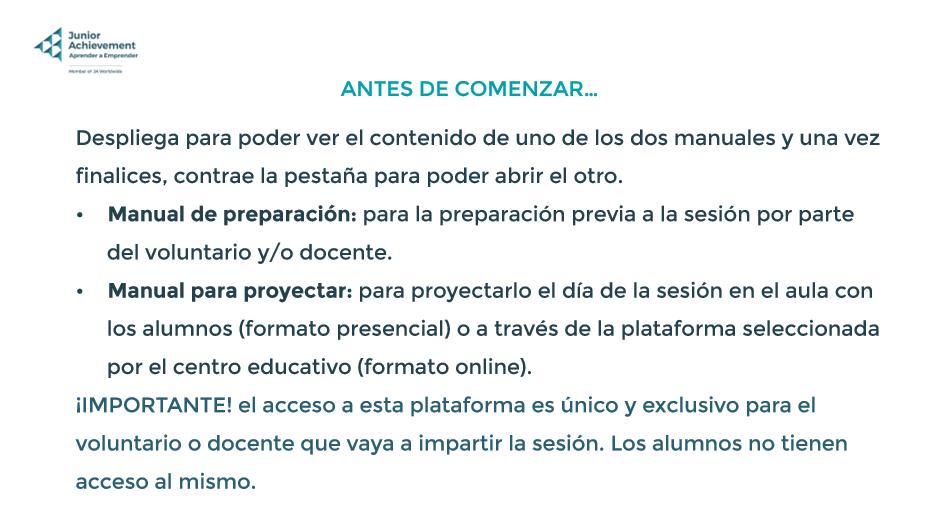 Junior
Achievement
Aprender a Emprender
Member of JA Worldwide
ANTES DE COMENZAR...
Despliega para poder ver el contenido de uno de los dos manuales y una vez
finalices, contrae la pestaña para poder abrir el otro.
• Manual de preparación: para la preparación previa a la sesión por parte
del voluntario y/o docente.
• Manual para proyectar: para proyectarlo el día de la sesión en el aula con
los alumnos (formato presencial) o a través de la plataforma seleccionada
por el centro educativo (formato online).
¡IMPORTANTE! el acceso a esta plataforma es único y exclusivo para el
voluntario o docente que vaya a impartir la sesión. Los alumnos no tienen
acceso al mismo.